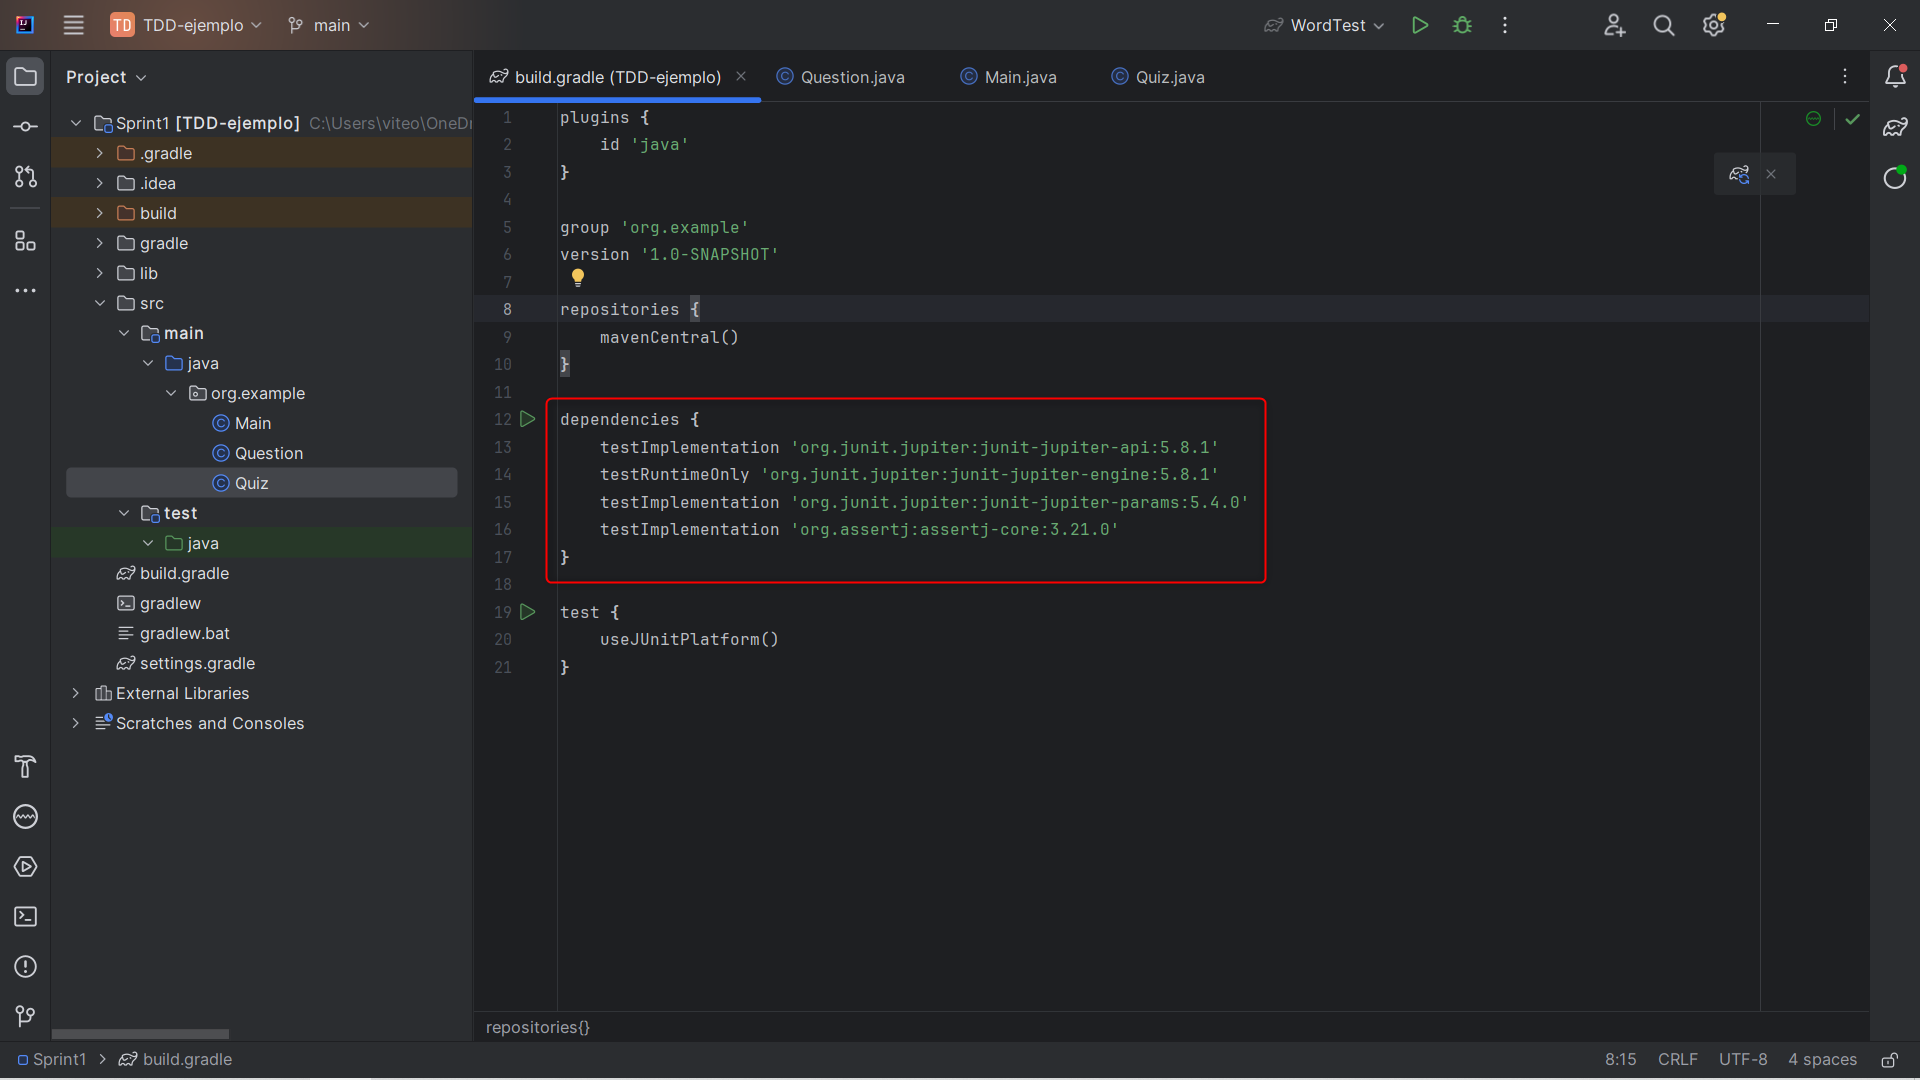 TD TDD-ejemplo main WordTest
Project
build.gradle (TDD-ejemplo) Question.java Main.java Quiz.java
Sprint1 [TDD-ejemplo] C:\Users\viteo\OneDr
.gradle
.idea
build
gradle
lib
src
main
java
org.example
Main
Question
Quiz
test
java
build.gradle
gradlew
gradlew.bat
settings.gradle
External Libraries
Scratches and Consoles
1 plugins {
2 id 'java'
3 }
4
5 group 'org.example'
6 version '1.0-SNAPSHOT'
7
8 repositories {
9 mavenCentral()
10 }
11
12 dependencies {
13 testImplementation 'org.junit.jupiter:junit-jupiter-api:5.8.1'
14 testRuntimeOnly 'org.junit.jupiter:junit-jupiter-engine:5.8.1'
15 testImplementation 'org.junit.jupiter:junit-jupiter-params:5.4.0'
16 testImplementation 'org.assertj:assertj-core:3.21.0'
17 }
18
19 test {
20 useJUnitPlatform()
21 }
repositories{}
Sprint1 > build.gradle 8:15 CRLF UTF-8 4 spaces